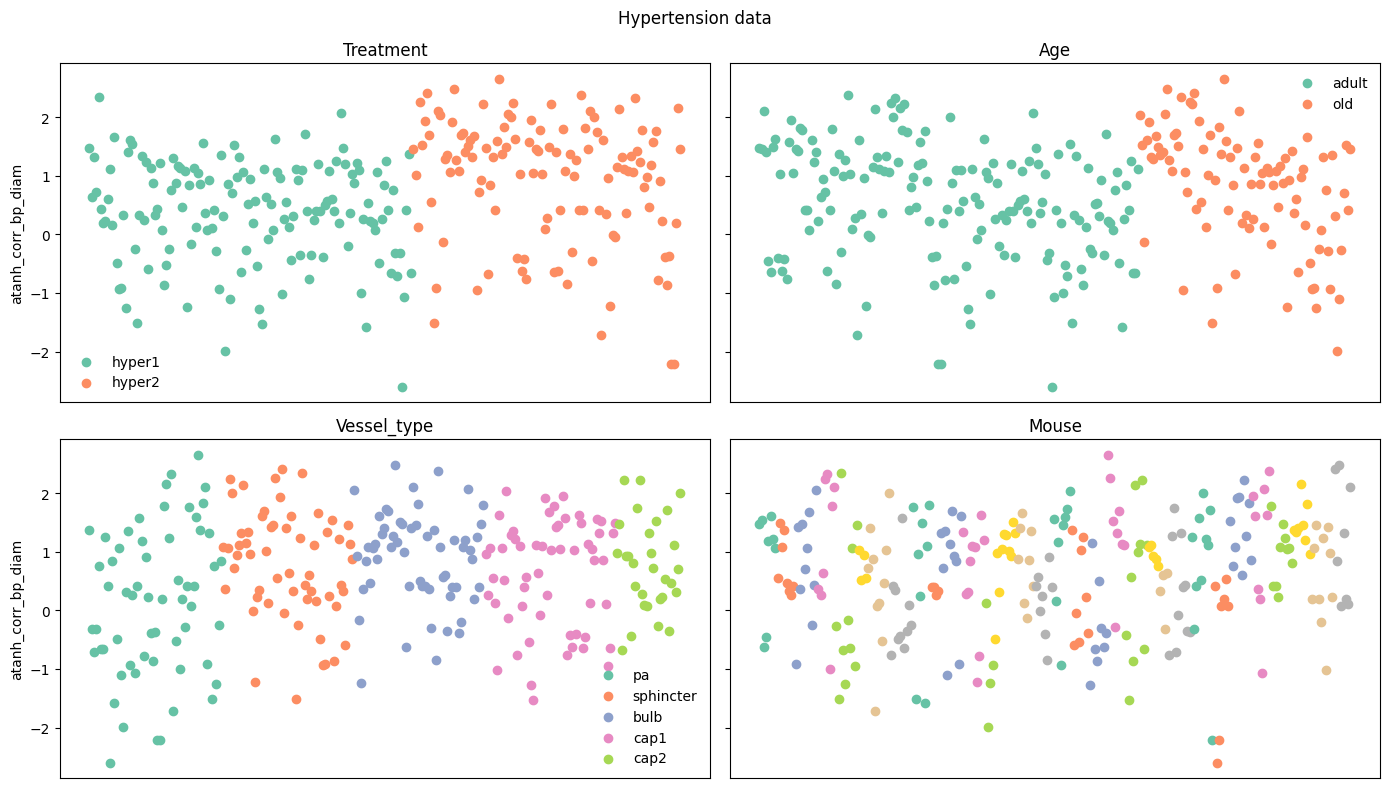 Hypertension data
Treatment
atanh_corr_bp_diam
2
1
0
−1
−2
hyper1
hyper2
Age
adult
old
Vessel_type
atanh_corr_bp_diam
2
1
0
−1
−2
pa
sphincter
bulb
cap1
cap2
Mouse